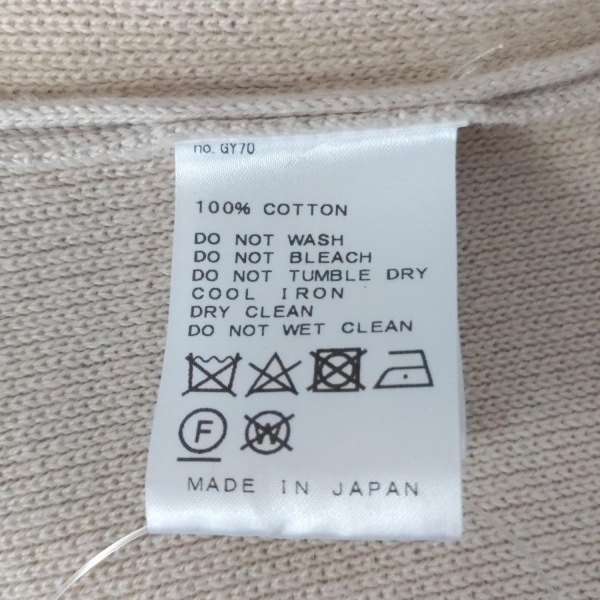 no. GY70
100% COTTON
DO NOT WASH
DO NOT BLEACH
DO NOT TUMBLE DRY
COOL IRON
DRY CLEAN
DO NOT WET CLEAN
F W
MADE IN JAPAN